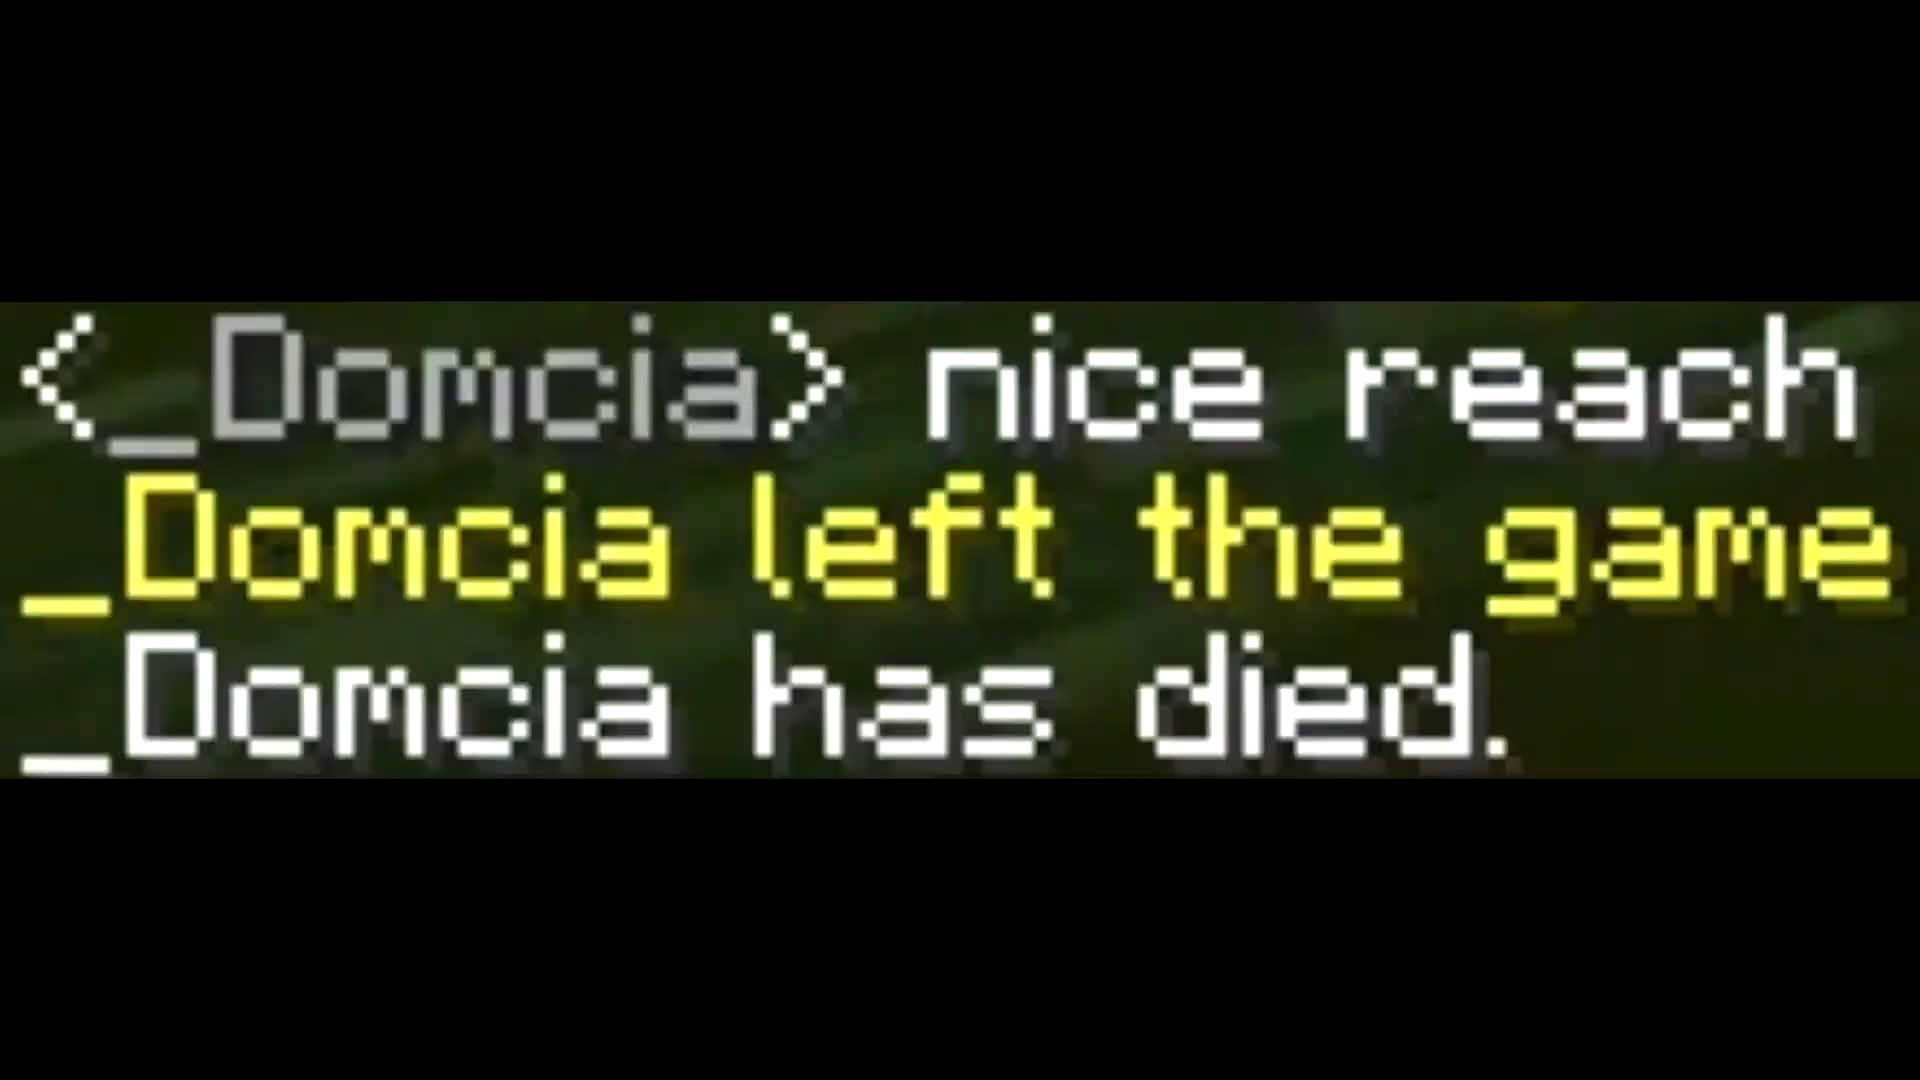 <_Domcia> nice reach
_Domcia left the game
_Domcia has died.